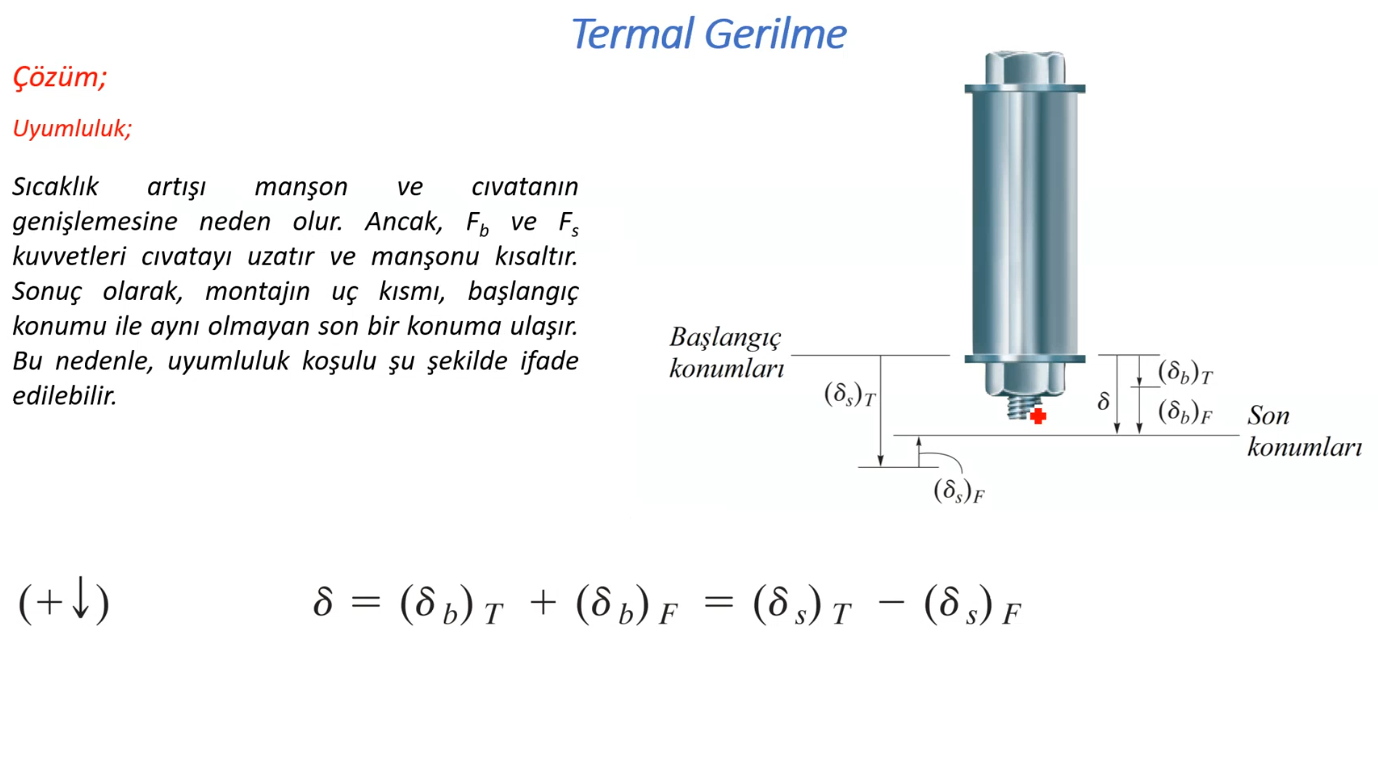 Termal Gerilme
Çözüm;
Uyumluluk;
Sıcaklık artışı manşon ve cıvatanın
genişlemesine neden olur. Ancak, Fb ve Fs
kuvvetleri cıvatayı uzatır ve manşonu kısaltır.
Sonuç olarak, montajın uç kısmı, başlangıç
konumu ile aynı olmayan son bir konuma ulaşır.
Bu nedenle, uyumluluk koşulu şu şekilde ifade
edilebilir.
Başlangıç
konumları
(δs)T
(δs)F
δ
(δb)T
(δb)F
Son
konumları
(+↓) δ = (δb)T + (δb)F = (δs)T − (δs)F